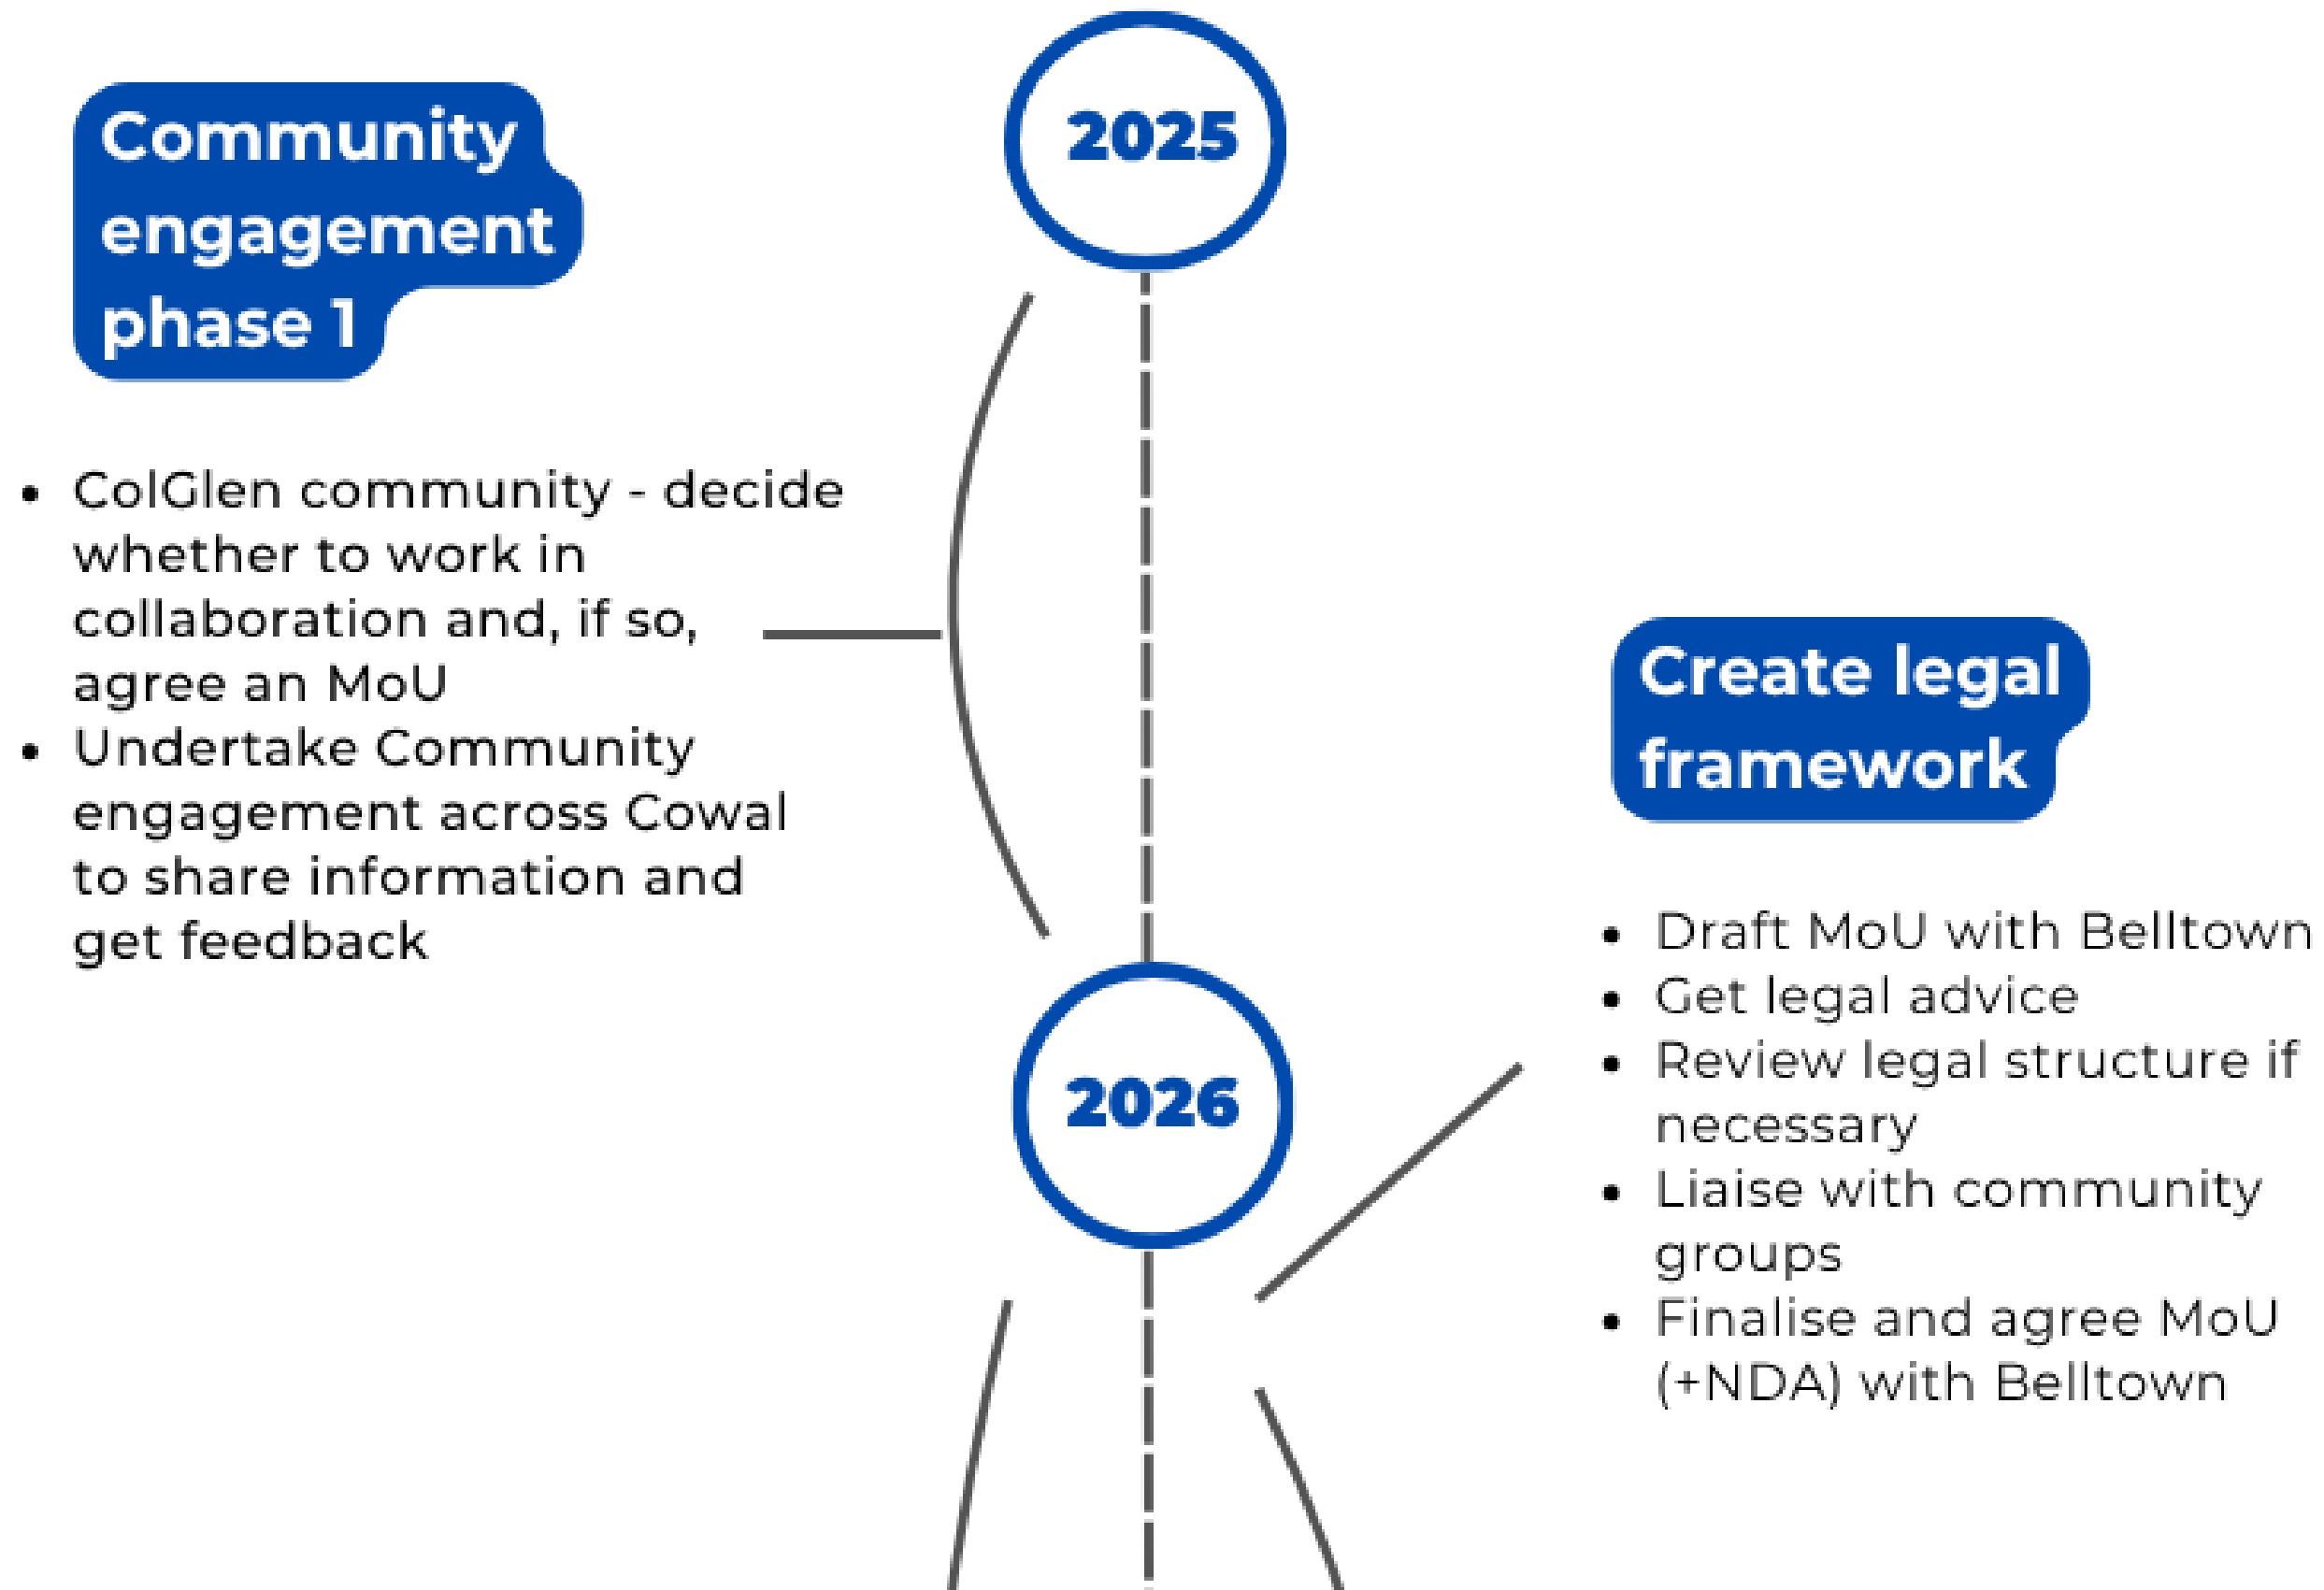 2025
Community
engagement
phase 1
• ColGlen community - decide
whether to work in
collaboration and, if so,
agree an MoU
• Undertake Community
engagement across Cowal
to share information and
get feedback
2026
Create legal
framework
• Draft MoU with Belltown
• Get legal advice
• Review legal structure if
necessary
• Liaise with community
groups
• Finalise and agree MoU
(+NDA) with Belltown